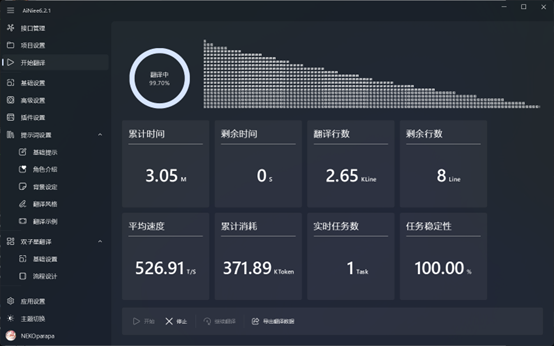 AiNiee6.2.1
接口管理
项目设置
开始翻译
基础设置
高级设置
插件设置
提示词设置
基础提示
角色介绍
背景设定
翻译风格
翻译示例
双子星翻译
基础设置
流程设计
应用设置
主题切换
NEKOparapa
翻译中
99.70%
累计时间
3.05 M
剩余时间
0 S
翻译行数
2.65 KLine
剩余行数
8 Line
平均速度
526.91 T/S
累计消耗
371.89 KToken
实时任务数
1 Task
任务稳定性
100.00 %
开始
停止
继续翻译
导出翻译数据